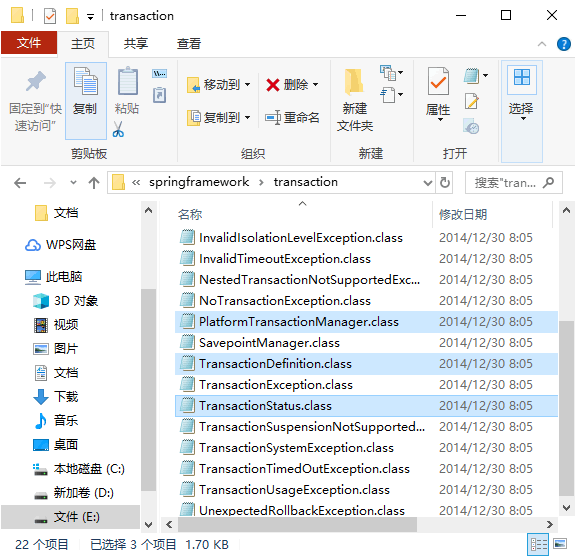 transaction
文件 主页 共享 查看
固定到"快速访问" 复制 粘贴
移动到 删除
复制到 重命名
新建文件夹
属性
选择
剪贴板 组织 新建 打开
« springframework › transaction 搜索"tran...
名称 修改日期
文档
WPS网盘
此电脑
3D 对象
视频
图片
文档
下载
音乐
桌面
本地磁盘 (C:)
新加卷 (D:)
文件 (E:)
InvalidIsolationLevelException.class 2014/12/30 8:05
InvalidTimeoutException.class 2014/12/30 8:05
NestedTransactionNotSupportedExc... 2014/12/30 8:05
NoTransactionException.class 2014/12/30 8:05
PlatformTransactionManager.class 2014/12/30 8:05
SavepointManager.class 2014/12/30 8:05
TransactionDefinition.class 2014/12/30 8:05
TransactionException.class 2014/12/30 8:05
TransactionStatus.class 2014/12/30 8:05
TransactionSuspensionNotSupported... 2014/12/30 8:05
TransactionSystemException.class 2014/12/30 8:05
TransactionTimedOutException.class 2014/12/30 8:05
TransactionUsageException.class 2014/12/30 8:05
UnexpectedRollbackException.class 2014/12/30 8:05
22 个项目 已选择 3 个项目 1.70 KB